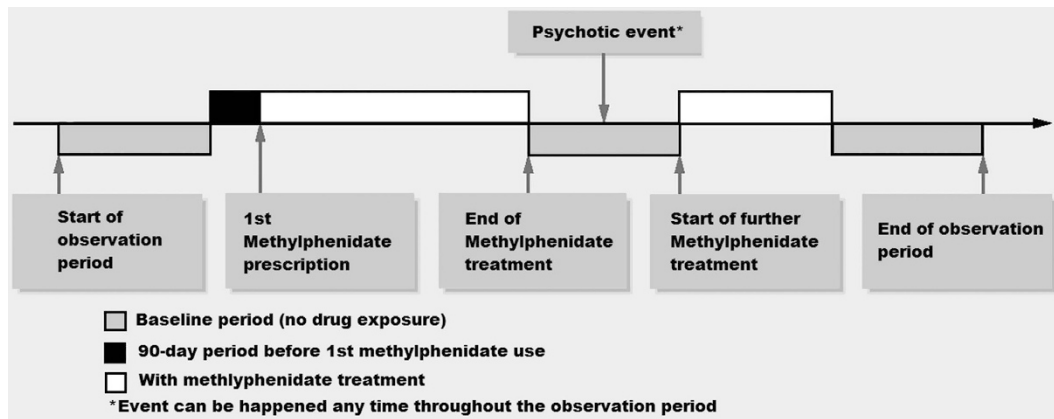 Psychotic event*
Start of
observation
period
1st
Methylphenidate
prescription
End of
Methylphenidate
treatment
Start of further
Methylphenidate
treatment
End of observation
period
Baseline period (no drug exposure)
90-day period before 1st methylphenidate use
With methlyphenidate treatment
*Event can be happened any time throughout the observation period